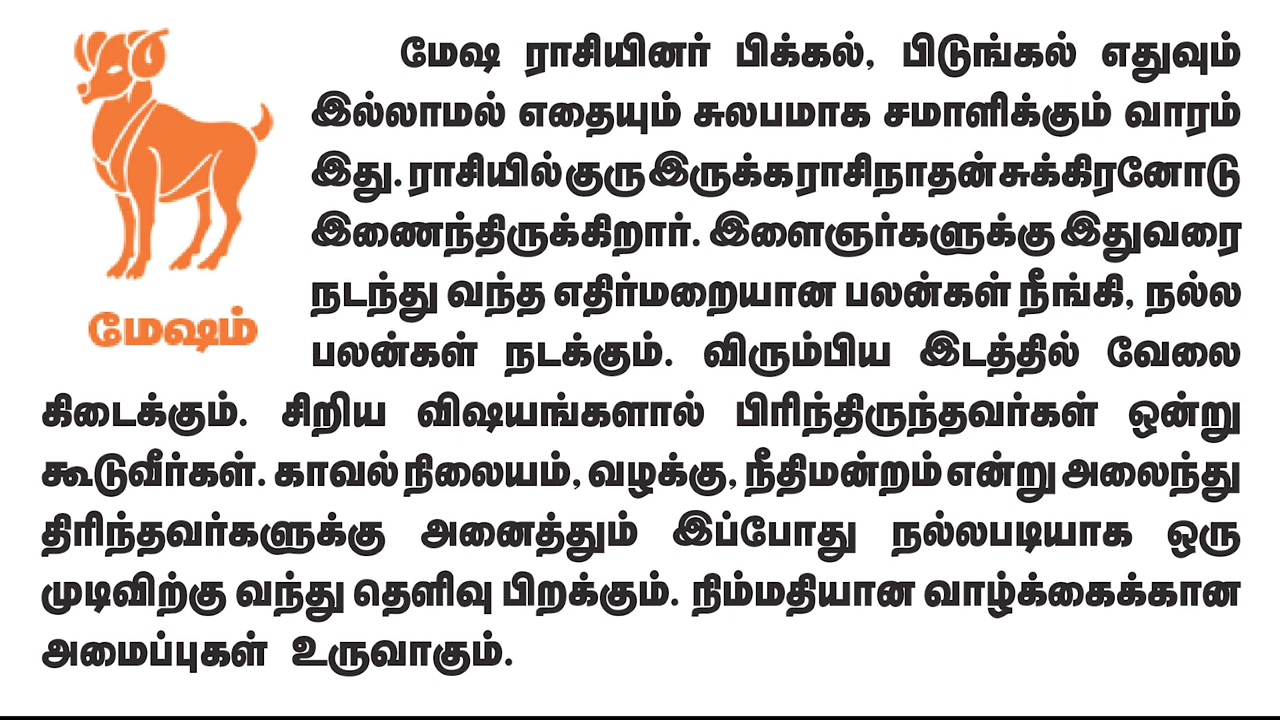 மேஷ ராசியினர் பிக்கல், பிடுங்கல் எதுவும்
இல்லாமல் எதையும் சுலபமாக சமாளிக்கும் வாரம்
இது. ராசியில் குரு இருக்க ராசிநாதன் சுக்கிரனோடு
இணைந்திருக்கிறார். இளைஞர்களுக்கு இதுவரை
நடந்து வந்த எதிர்மறையான பலன்கள் நீங்கி, நல்ல
மேஷம்
பலன்கள் நடக்கும். விரும்பிய இடத்தில் வேலை
கிடைக்கும். சிறிய விஷயங்களால் பிரிந்திருந்தவர்கள் ஒன்று
கூடுவீர்கள். காவல் நிலையம், வழக்கு, நீதிமன்றம் என்று அலைந்து
திரிந்தவர்களுக்கு அனைத்தும் இப்போது நல்லபடியாக ஒரு
முடிவிற்கு வந்து தெளிவு பிறக்கும். நிம்மதியான வாழ்க்கைக்கான
அமைப்புகள் உருவாகும்.